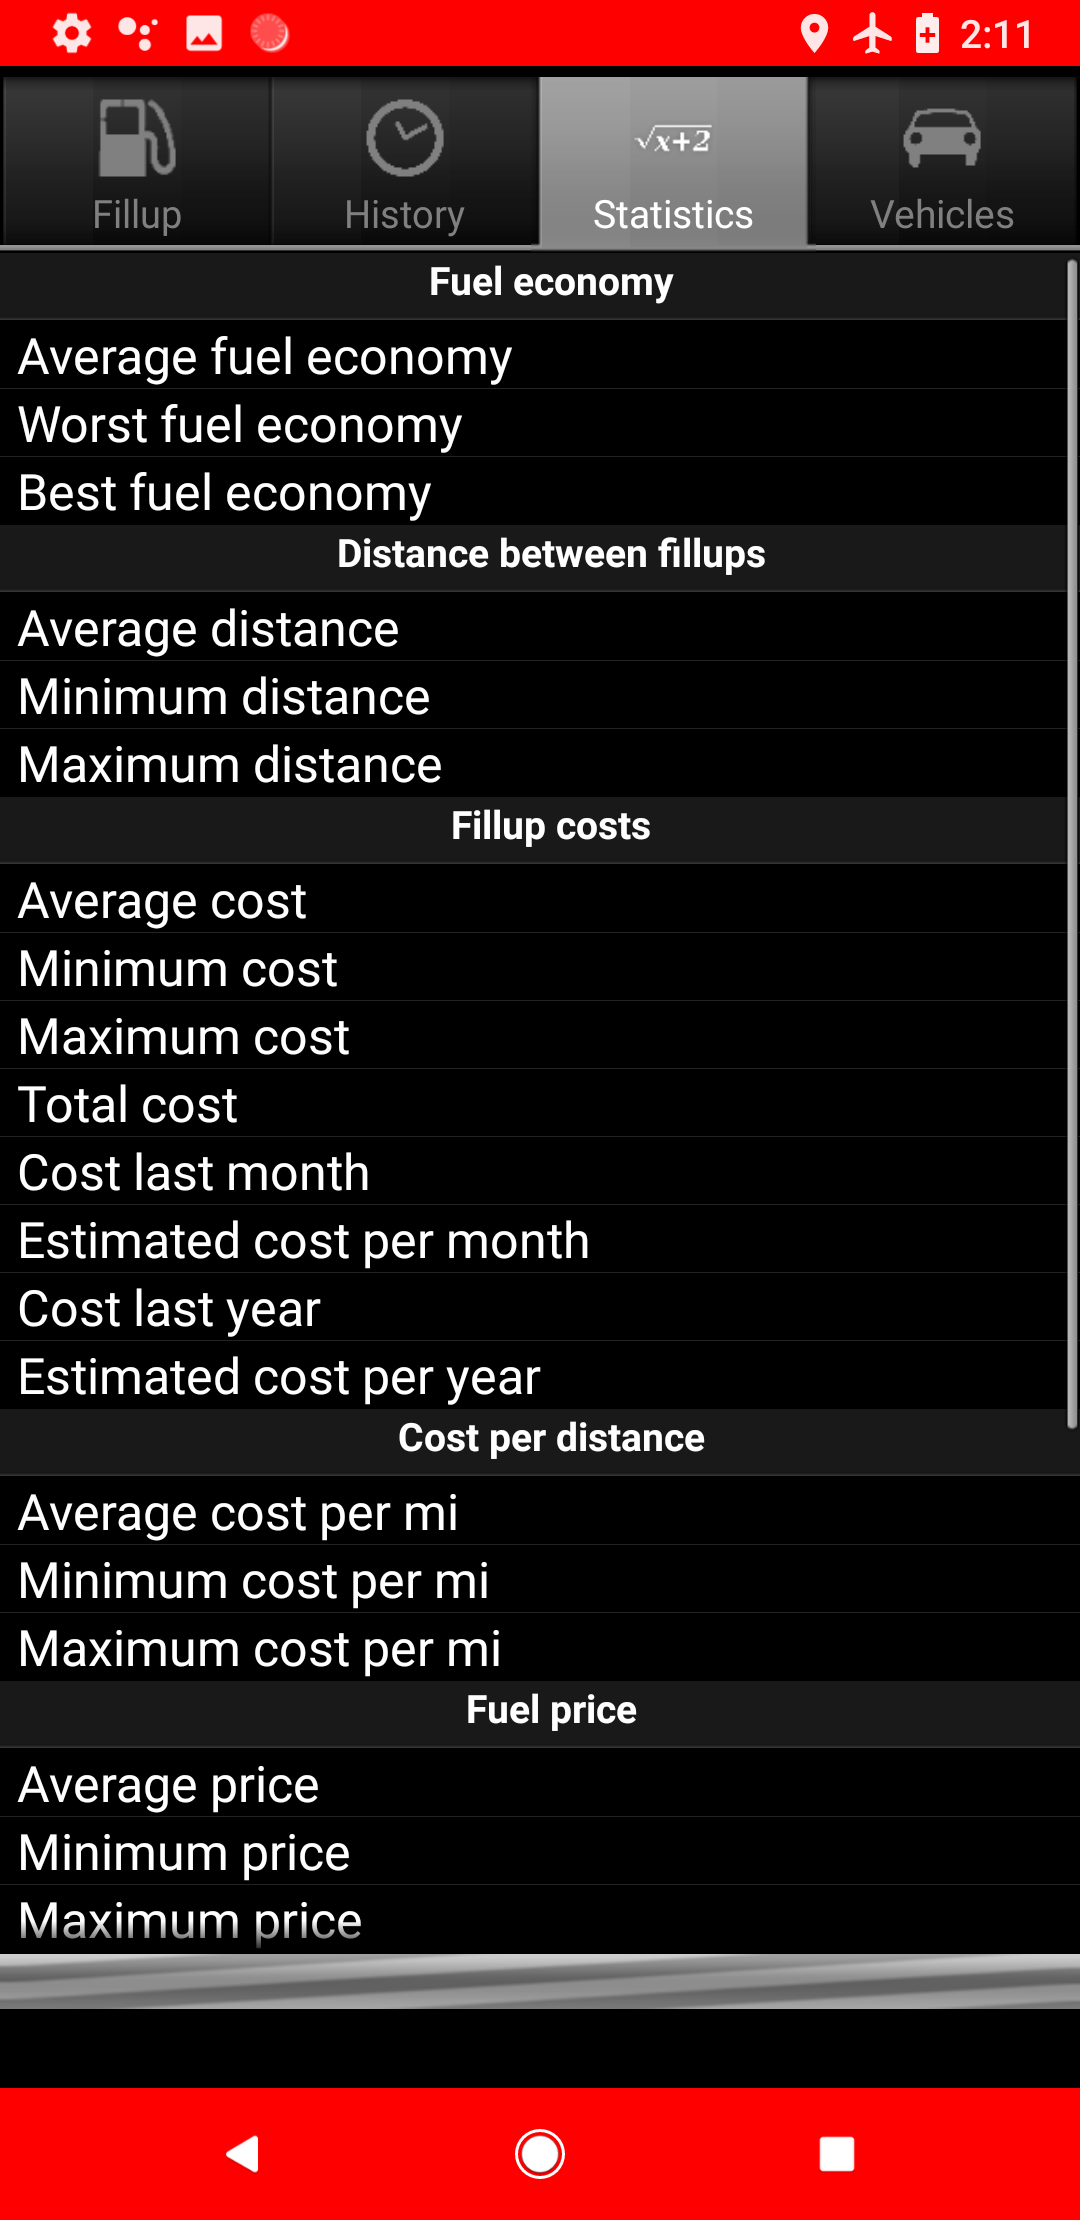 2:11
√x+2
Fillup
History
Statistics
Vehicles
Fuel economy
Average fuel economy
Worst fuel economy
Best fuel economy
Distance between fillups
Average distance
Minimum distance
Maximum distance
Fillup costs
Average cost
Minimum cost
Maximum cost
Total cost
Cost last month
Estimated cost per month
Cost last year
Estimated cost per year
Cost per distance
Average cost per mi
Minimum cost per mi
Maximum cost per mi
Fuel price
Average price
Minimum price
Maximum price